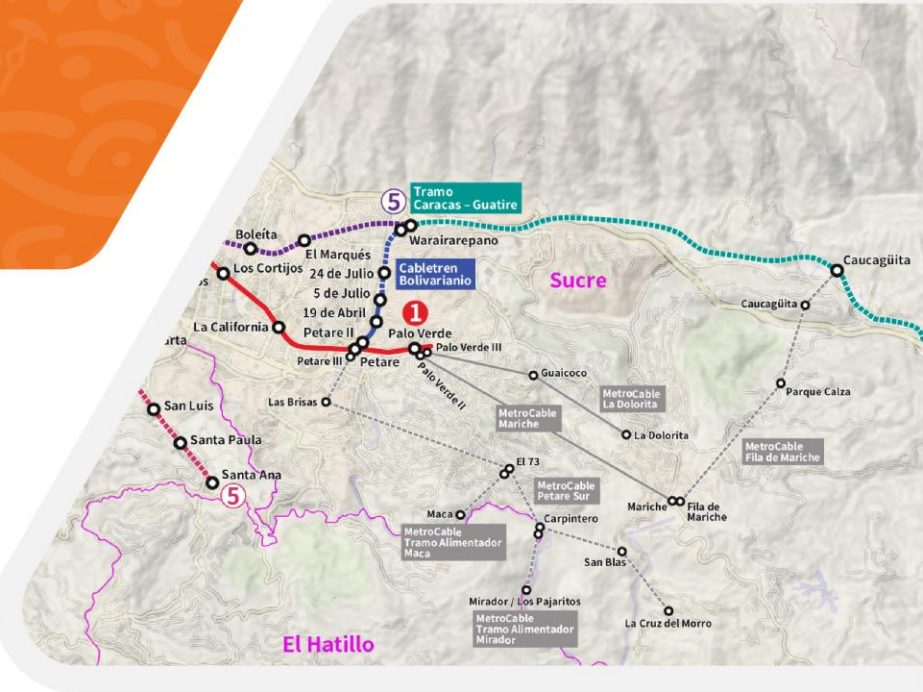 5
Tramo
Caracas – Guatire
Boleíta
El Marqués
Warairarepano
Los Cortijos
os
24 de Julio
Cabletren
Bolivarianio
5 de Julio
19 de Abril
Sucre
Caucagüita
Caucagüita
1
La California
Petare II
Palo Verde
Palo Verde III
Petare III
Petare
Palo Verde II
arta
Guaicoco
MetroCable
La Dolorita
Parque Calza
San Luis
Las Brisas
MetroCable
Mariche
Santa Paula
La Dolorita
MetroCable
Fila de Mariche
Santa Ana
5
El 73
MetroCable
Petare Sur
Mariche
Fila de
Mariche
Maca
Carpintero
MetroCable
Tramo Alimentador
Maca
San Blas
Mirador / Los Pajaritos
MetroCable
Tramo Alimentador
Mirador
La Cruz del Morro
El Hatillo